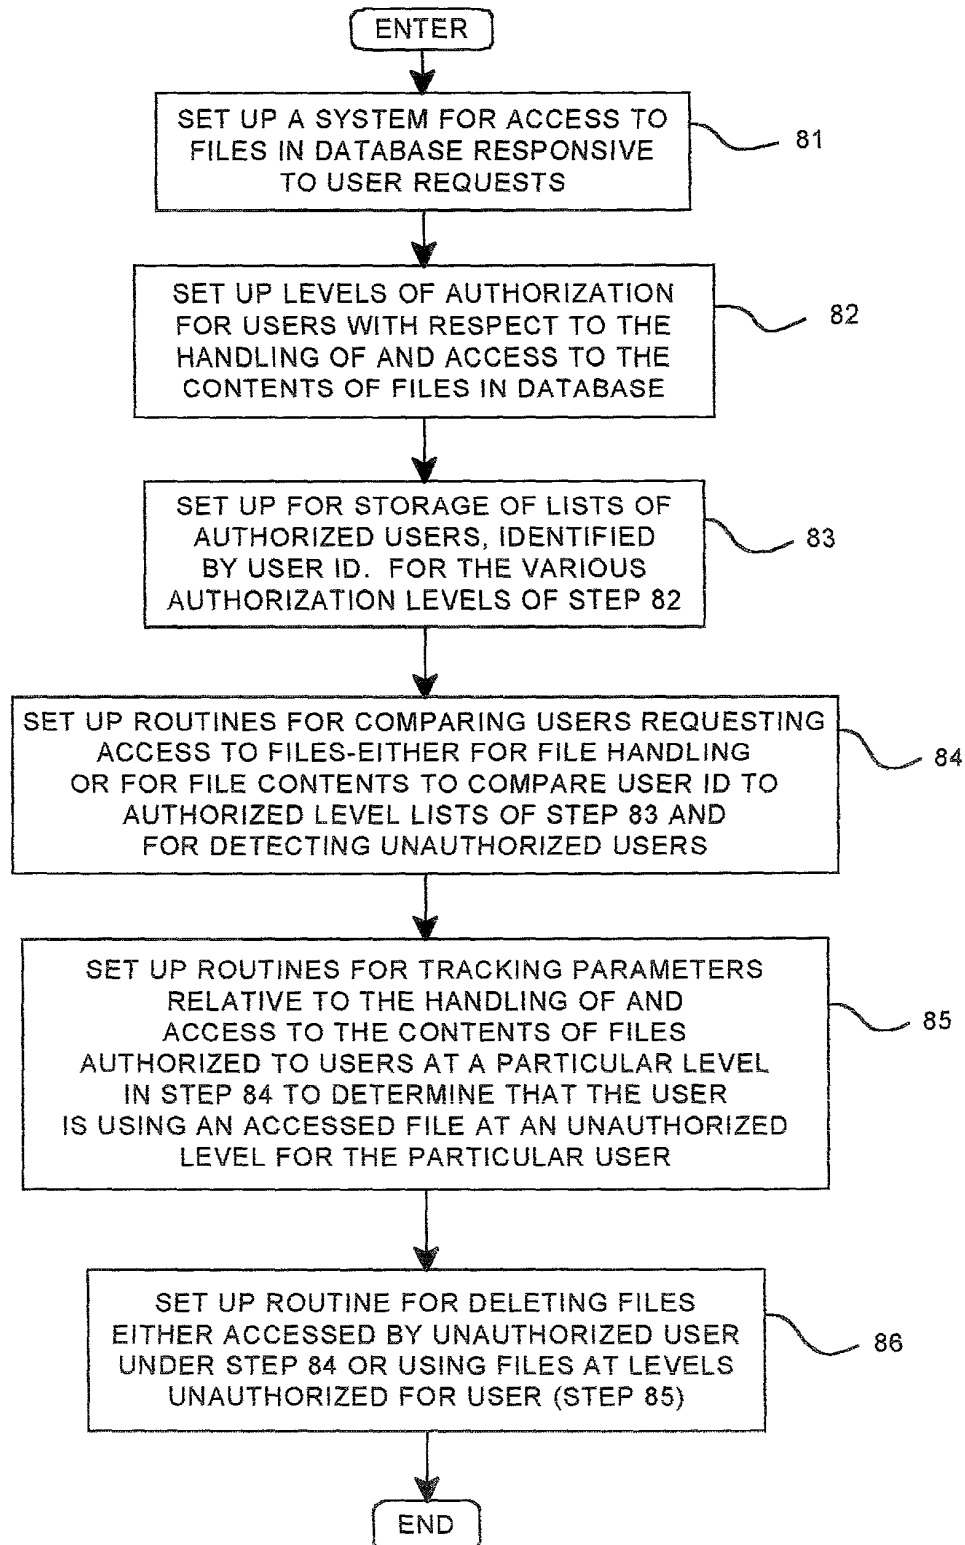 ENTER
SET UP A SYSTEM FOR ACCESS TO
FILES IN DATABASE RESPONSIVE
TO USER REQUESTS
81
SET UP LEVELS OF AUTHORIZATION
FOR USERS WITH RESPECT TO THE
HANDLING OF AND ACCESS TO THE
CONTENTS OF FILES IN DATABASE
82
SET UP FOR STORAGE OF LISTS OF
AUTHORIZED USERS, IDENTIFIED
BY USER ID. FOR THE VARIOUS
AUTHORIZATION LEVELS OF STEP 82
83
SET UP ROUTINES FOR COMPARING USERS REQUESTING
ACCESS TO FILES-EITHER FOR FILE HANDLING
OR FOR FILE CONTENTS TO COMPARE USER ID TO
AUTHORIZED LEVEL LISTS OF STEP 83 AND
FOR DETECTING UNAUTHORIZED USERS
84
SET UP ROUTINES FOR TRACKING PARAMETERS
RELATIVE TO THE HANDLING OF AND
ACCESS TO THE CONTENTS OF FILES
AUTHORIZED TO USERS AT A PARTICULAR LEVEL
IN STEP 84 TO DETERMINE THAT THE USER
IS USING AN ACCESSED FILE AT AN UNAUTHORIZED
LEVEL FOR THE PARTICULAR USER
85
SET UP ROUTINE FOR DELETING FILES
EITHER ACCESSED BY UNAUTHORIZED USER
UNDER STEP 84 OR USING FILES AT LEVELS
UNAUTHORIZED FOR USER (STEP 85)
86
END